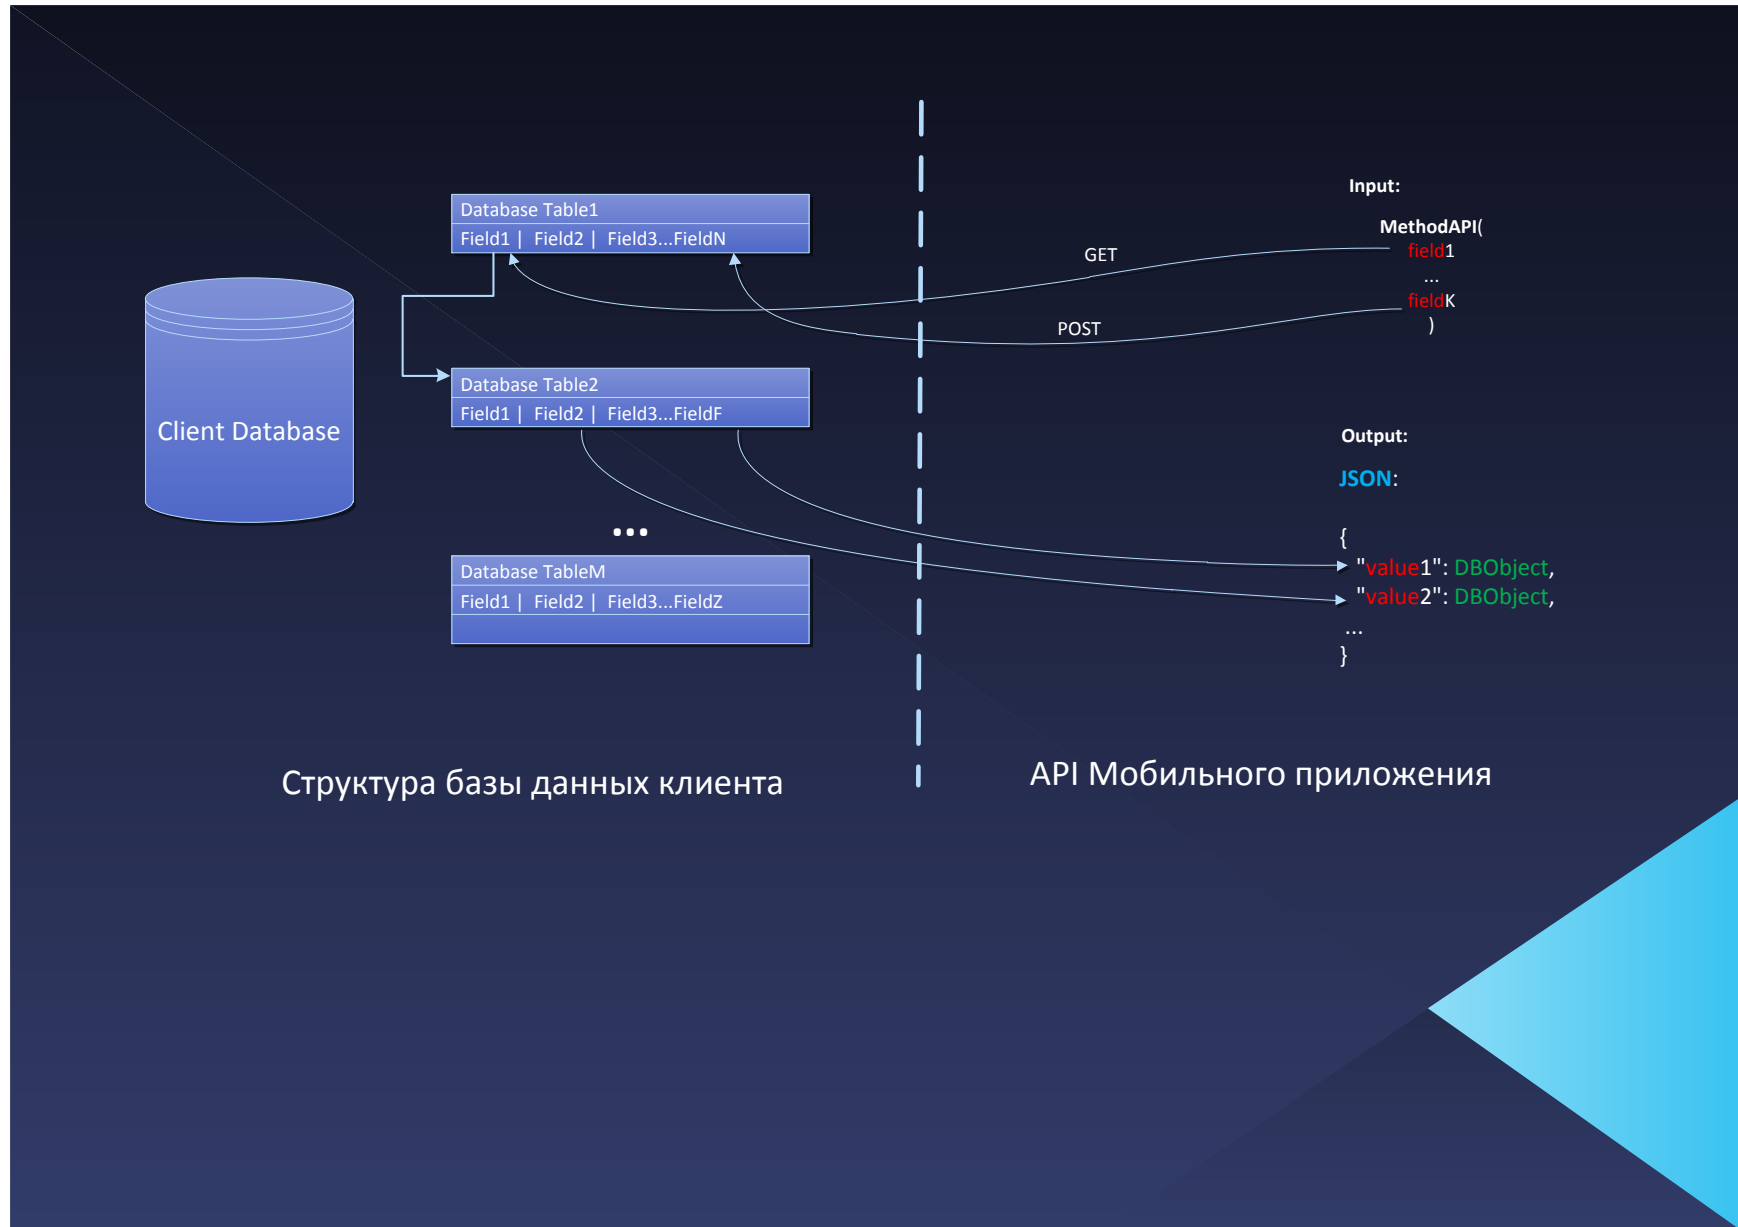 Client Database
Database Table1
Field1 | Field2 | Field3...FieldN
Database Table2
Field1 | Field2 | Field3...FieldF
...
Database TableM
Field1 | Field2 | Field3...FieldZ
Структура базы данных клиента
GET
POST
Input:
MethodAPI(
field1
...
fieldK
)
Output:
JSON:
{
"value1": DBObject,
"value2": DBObject,
...
}
API Мобильного приложения